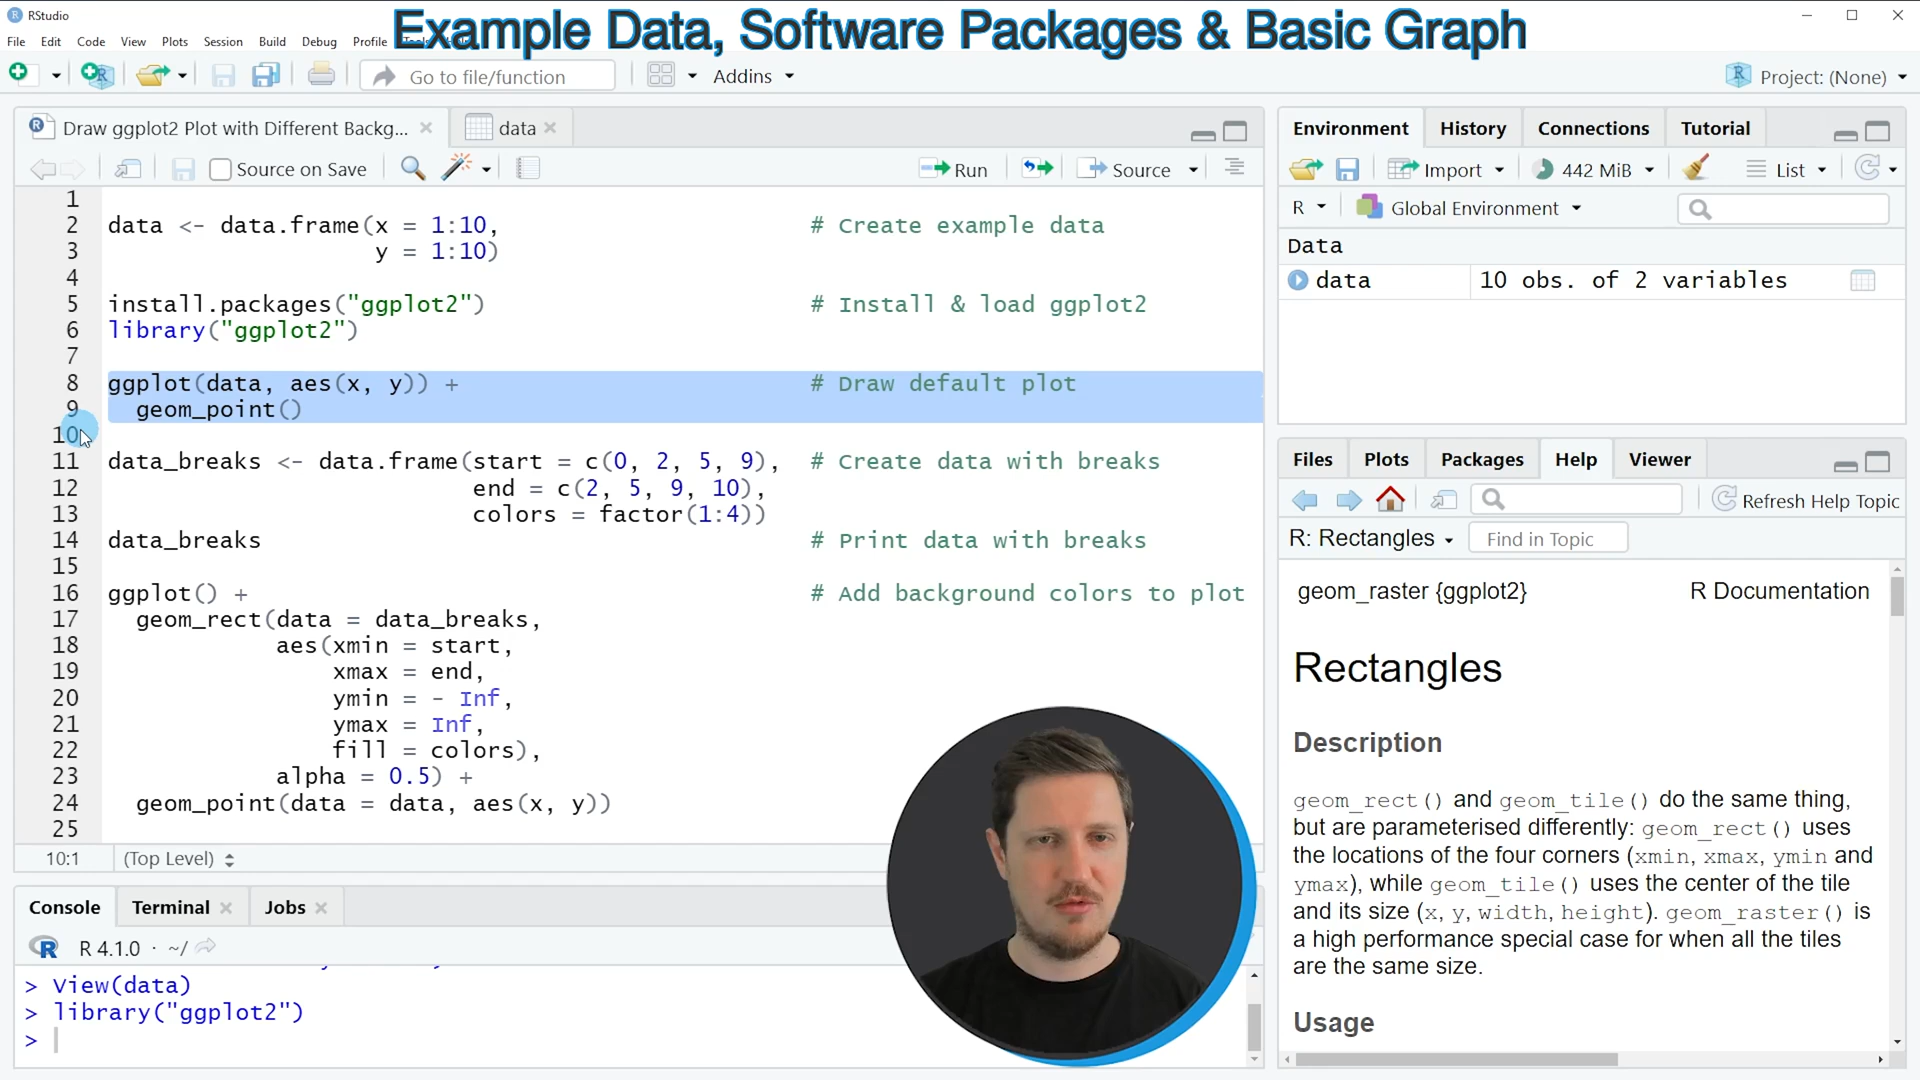 RStudio
Example Data, Software Packages & Basic Graph
File Edit Code View Plots Session Build Debug Profile
Go to file/function
Addins
Project: (None)
Draw ggplot2 Plot with Different Backg...
data
Source on Save
Run
Source
1
2 data <- data.frame(x = 1:10, # Create example data
3 y = 1:10)
4
5 install.packages("ggplot2") # Install & load ggplot2
6 library("ggplot2")
7
8 ggplot(data, aes(x, y)) + # Draw default plot
9 geom_point()
10
11 data_breaks <- data.frame(start = c(0, 2, 5, 9), # Create data with breaks
12 end = c(2, 5, 9, 10),
13 colors = factor(1:4))
14 data_breaks # Print data with breaks
15
16 ggplot() + # Add background colors to plot
17 geom_rect(data = data_breaks,
18 aes(xmin = start,
19 xmax = end,
20 ymin = - Inf,
21 ymax = Inf,
22 fill = colors),
23 alpha = 0.5) +
24 geom_point(data = data, aes(x, y))
25
10:1 (Top Level)
Console Terminal Jobs
R 4.1.0 · ~/
> View(data)
> library("ggplot2")
>
Environment History Connections Tutorial
Import 442 MiB List
R Global Environment
Data
data 10 obs. of 2 variables
Files Plots Packages Help Viewer
Refresh Help Topic
R: Rectangles Find in Topic
geom_raster {ggplot2} R Documentation
Rectangles
Description
geom_rect() and geom_tile() do the same thing,
but are parameterised differently: geom_rect() uses
the locations of the four corners (xmin, xmax, ymin and
ymax), while geom_tile() uses the center of the tile
and its size (x, y, width, height). geom_raster() is
a high performance special case for when all the tiles
are the same size.
Usage